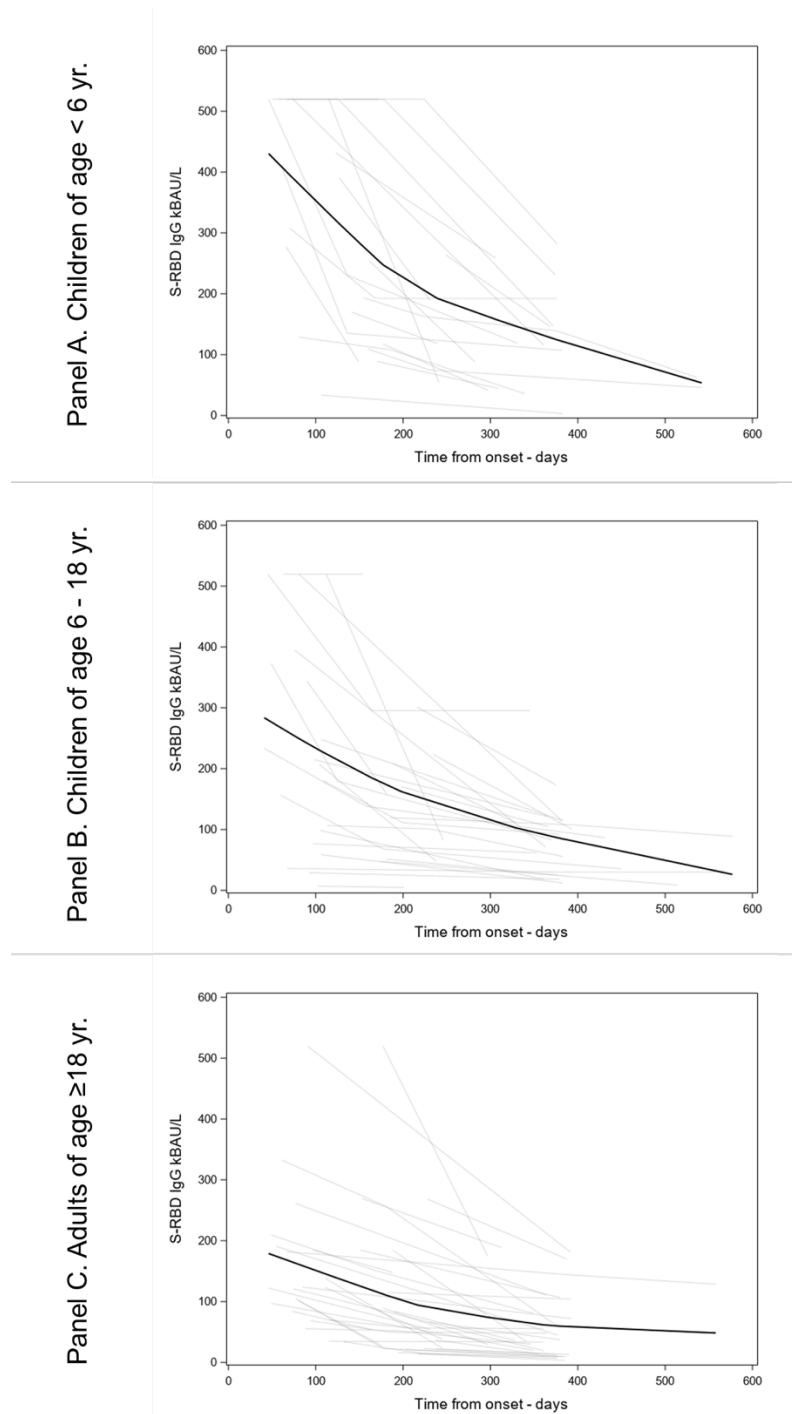 Panel A. Children of age < 6 yr.
S-RBD IgG kBAU/L
600
500
400
300
200
100
0
0 100 200 300 400 500 600
Time from onset - days
Panel B. Children of age 6 - 18 yr.
S-RBD IgG kBAU/L
600
500
400
300
200
100
0
0 100 200 300 400 500 600
Time from onset - days
Panel C. Adults of age ≥18 yr.
S-RBD IgG kBAU/L
600
500
400
300
200
100
0
0 100 200 300 400 500 600
Time from onset - days